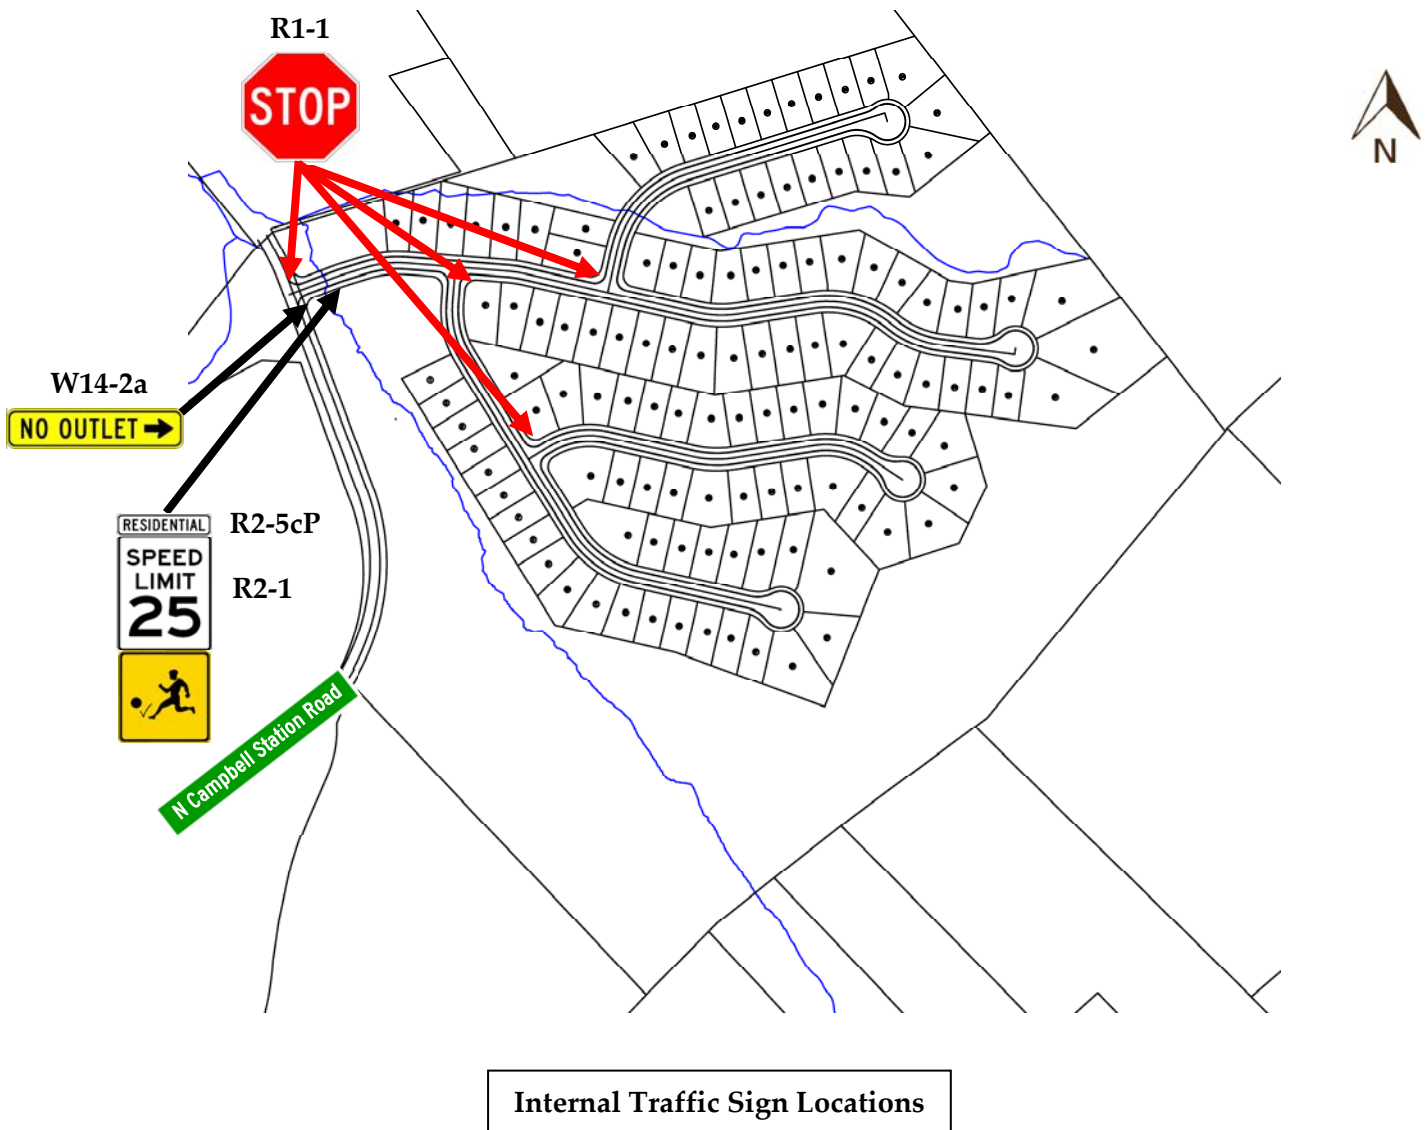 R1-1
STOP
N
W14-2a
NO OUTLET
RESIDENTIAL
R2-5cP
SPEED
LIMIT
25
R2-1
N Campbell Station Road
Internal Traffic Sign Locations